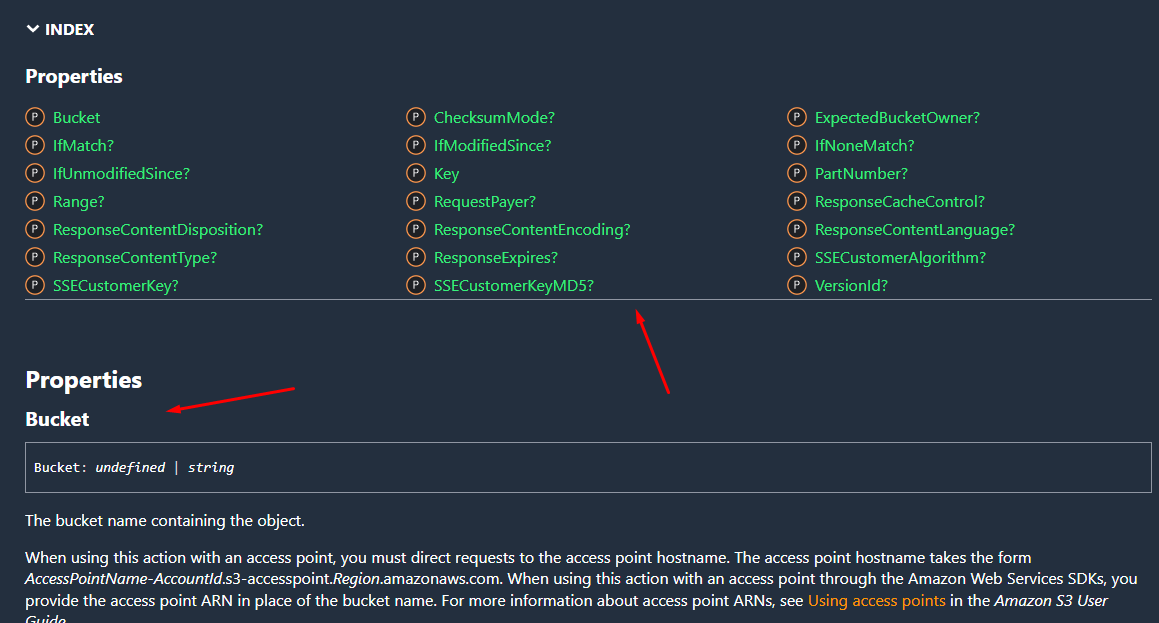 INDEX
Properties
P Bucket P ChecksumMode? P ExpectedBucketOwner?
P IfMatch? P IfModifiedSince? P IfNoneMatch?
P IfUnmodifiedSince? P Key P PartNumber?
P Range? P RequestPayer? P ResponseCacheControl?
P ResponseContentDisposition? P ResponseContentEncoding? P ResponseContentLanguage?
P ResponseContentType? P ResponseExpires? P SSECustomerAlgorithm?
P SSECustomerKey? P SSECustomerKeyMD5? P VersionId?
Properties
Bucket
Bucket: undefined | string
The bucket name containing the object.
When using this action with an access point, you must direct requests to the access point hostname. The access point hostname takes the form
AccessPointName-AccountId.s3-accesspoint.Region.amazonaws.com. When using this action with an access point through the Amazon Web Services SDKs, you
provide the access point ARN in place of the bucket name. For more information about access point ARNs, see Using access points in the Amazon S3 User
Guide.